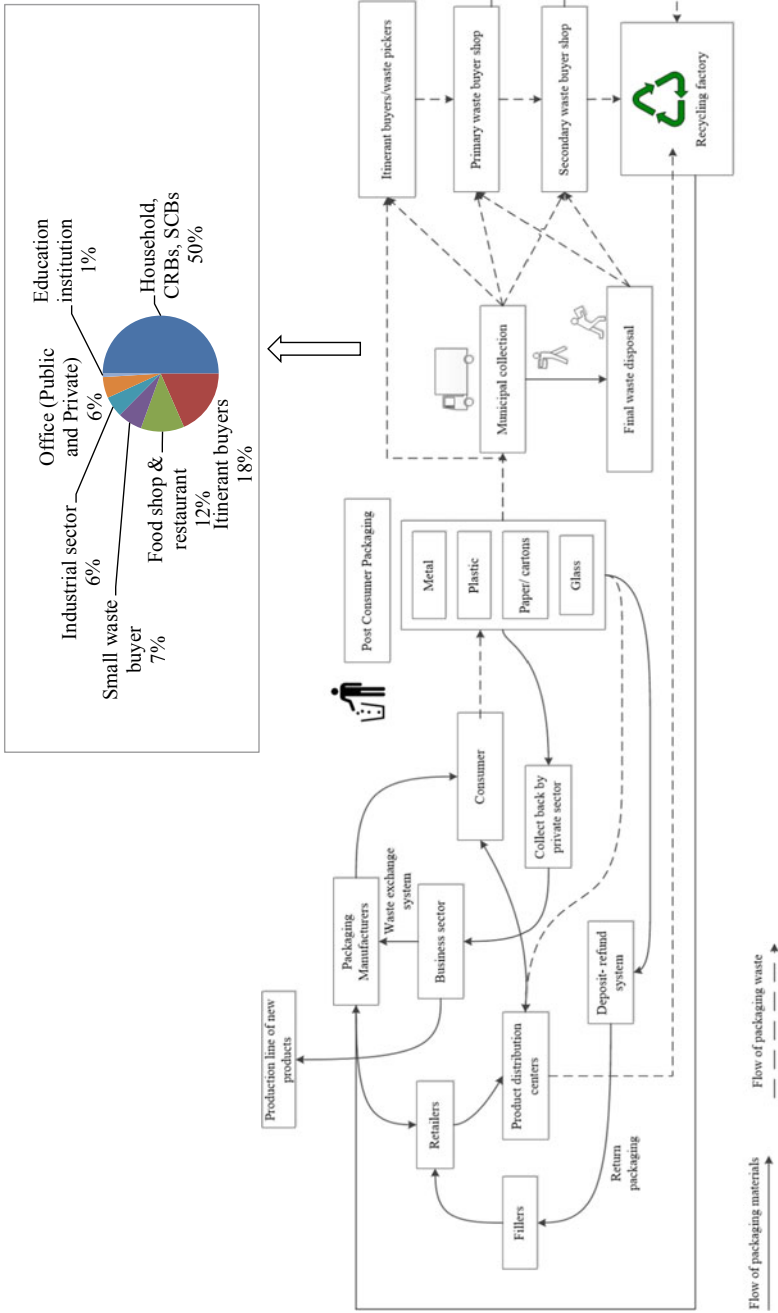 Education
institution
1%
Office (Public
and Private)
6%
Industrial sector
6%
Small waste
buyer
7%
Food shop &
restaurant
12%
Itinerant buyers
18%
Household,
CRBs, SCBs
50%
Production line of new
products
Packaging
Manufacturers
Waste exchange
system
Business sector
Retailers
Fillers
Product distribution
centers
Consumer
Collect back by
private sector
Deposit- refund
system
Return
packaging
Post Consumer Packaging
Metal
Plastic
Paper/ cartons
Glass
Municipal collection
Final waste disposal
Itinerant buyers/waste pickers
Primary waste buyer shop
Secondary waste buyer shop
Recycling factory
Flow of packaging materials
Flow of packaging waste